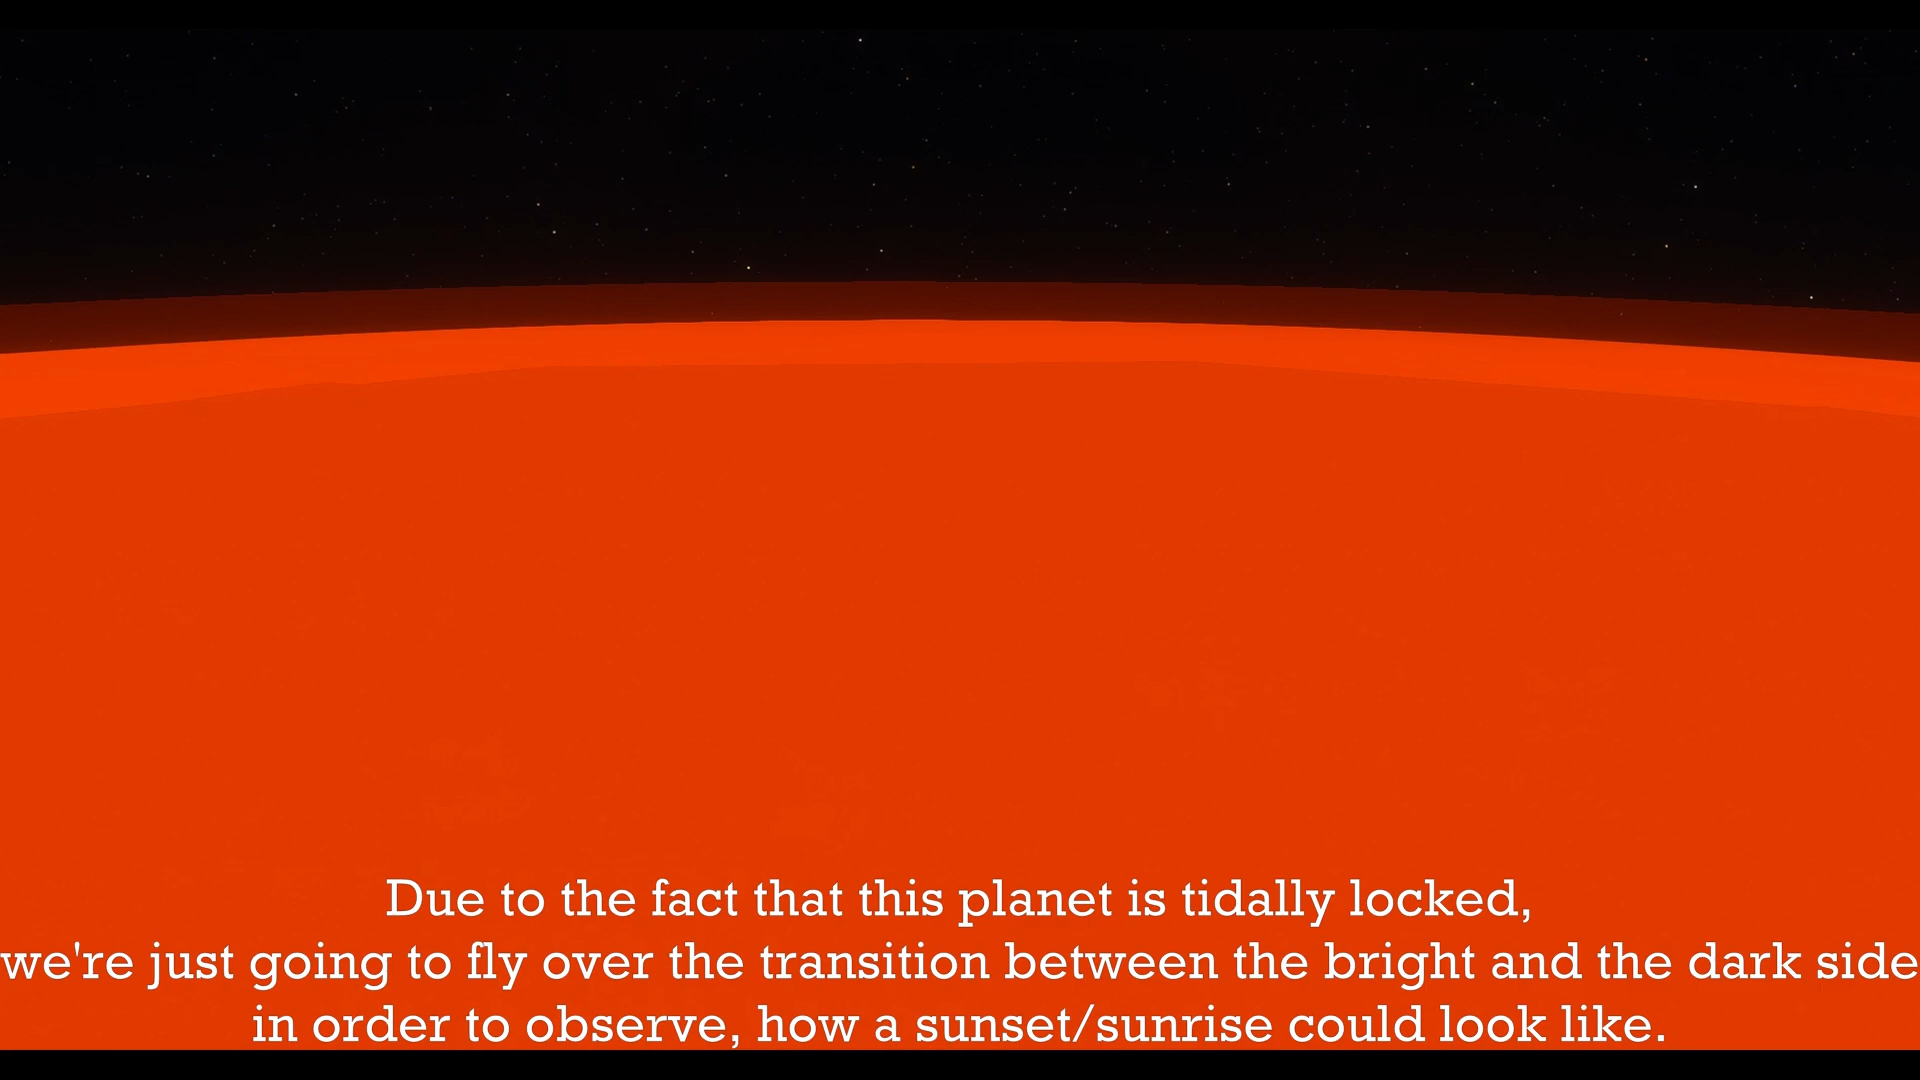 Due to the fact that this planet is tidally locked,
we're just going to fly over the transition between the bright and the dark side
in order to observe, how a sunset/sunrise could look like.